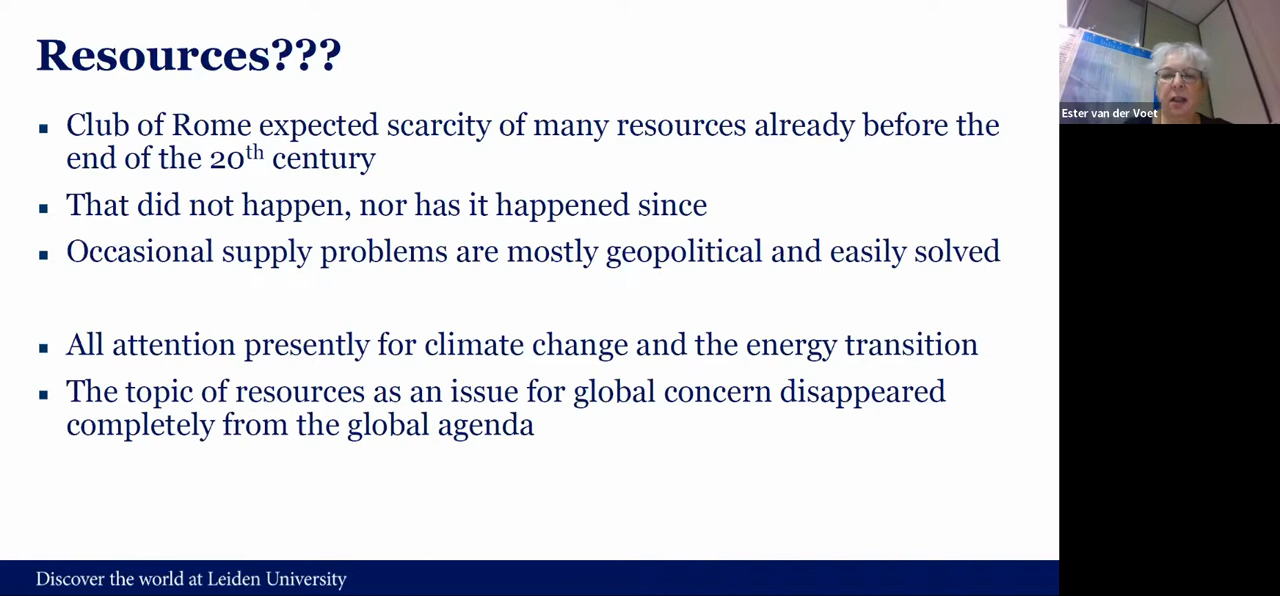 Resources???
▪ Club of Rome expected scarcity of many resources already before the
end of the 20th century
▪ That did not happen, nor has it happened since
▪ Occasional supply problems are mostly geopolitical and easily solved
▪ All attention presently for climate change and the energy transition
▪ The topic of resources as an issue for global concern disappeared
completely from the global agenda
Discover the world at Leiden University
Ester van der Voet